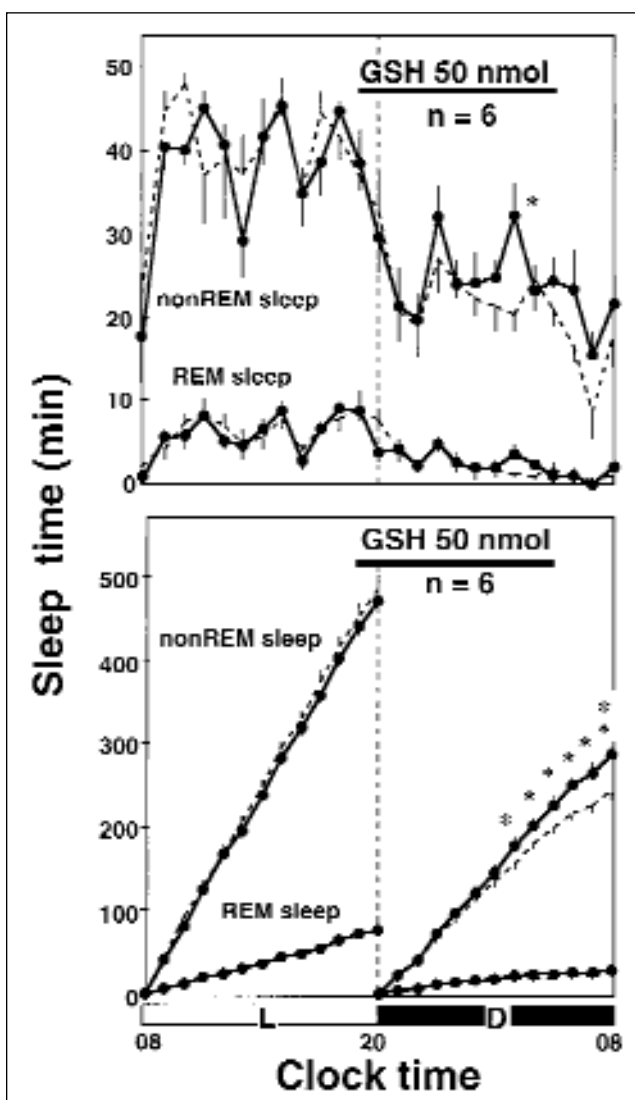 50
GSH 50 nmol
n = 6
40
*
30
nonREM sleep
20
REM sleep
10
0
Sleep time (min)
GSH 50 nmol
500
n = 6
nonREM sleep
400
300
* * * * * * *
200
REM sleep
100
0
L D
08 20 08
Clock time